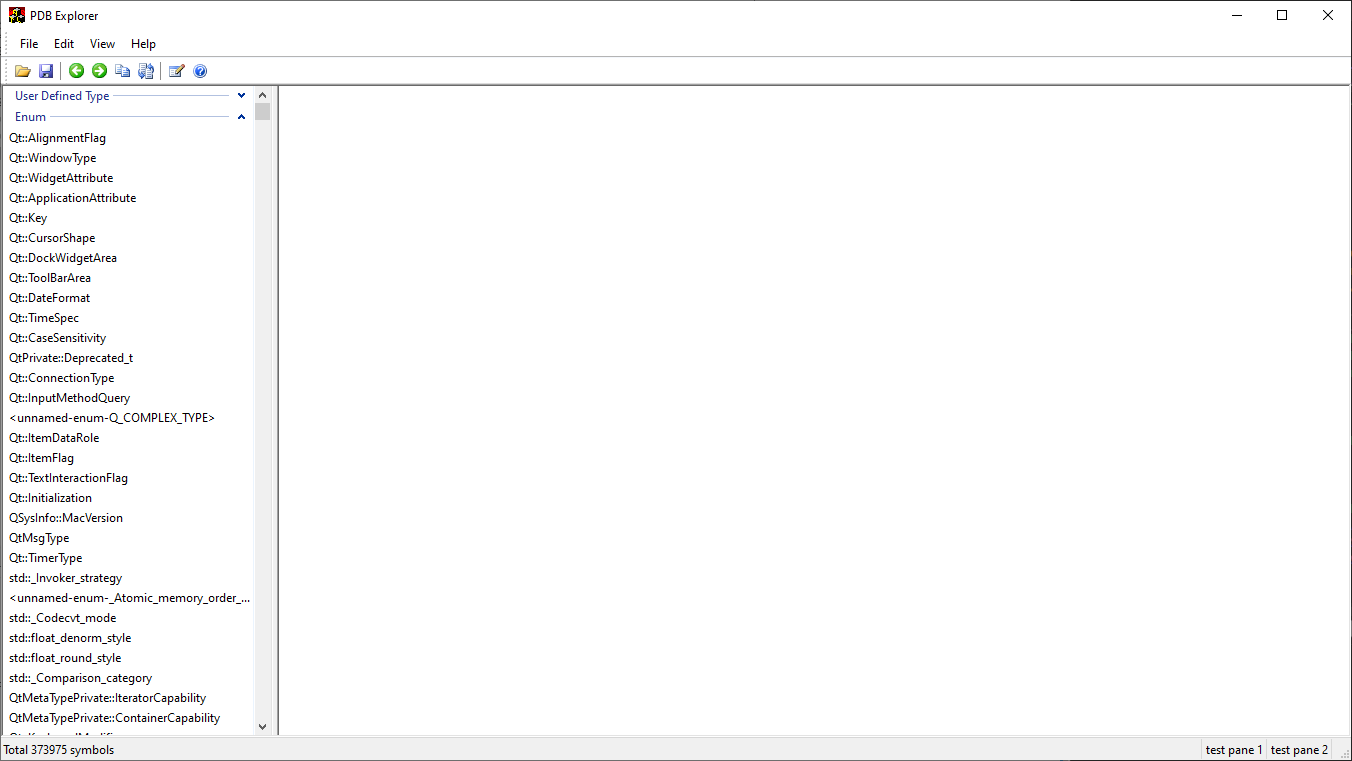 PDB Explorer
File Edit View Help
User Defined Type
Enum
Qt::AlignmentFlag
Qt::WindowType
Qt::WidgetAttribute
Qt::ApplicationAttribute
Qt::Key
Qt::CursorShape
Qt::DockWidgetArea
Qt::ToolBarArea
Qt::DateFormat
Qt::TimeSpec
Qt::CaseSensitivity
QtPrivate::Deprecated_t
Qt::ConnectionType
Qt::InputMethodQuery
<unnamed-enum-Q_COMPLEX_TYPE>
Qt::ItemDataRole
Qt::ItemFlag
Qt::TextInteractionFlag
Qt::Initialization
QSysInfo::MacVersion
QtMsgType
Qt::TimerType
std::_Invoker_strategy
<unnamed-enum-_Atomic_memory_order_...
std::_Codecvt_mode
std::float_denorm_style
std::float_round_style
std::_Comparison_category
QtMetaTypePrivate::IteratorCapability
QtMetaTypePrivate::ContainerCapability
Total 373975 symbols
test pane 1 test pane 2